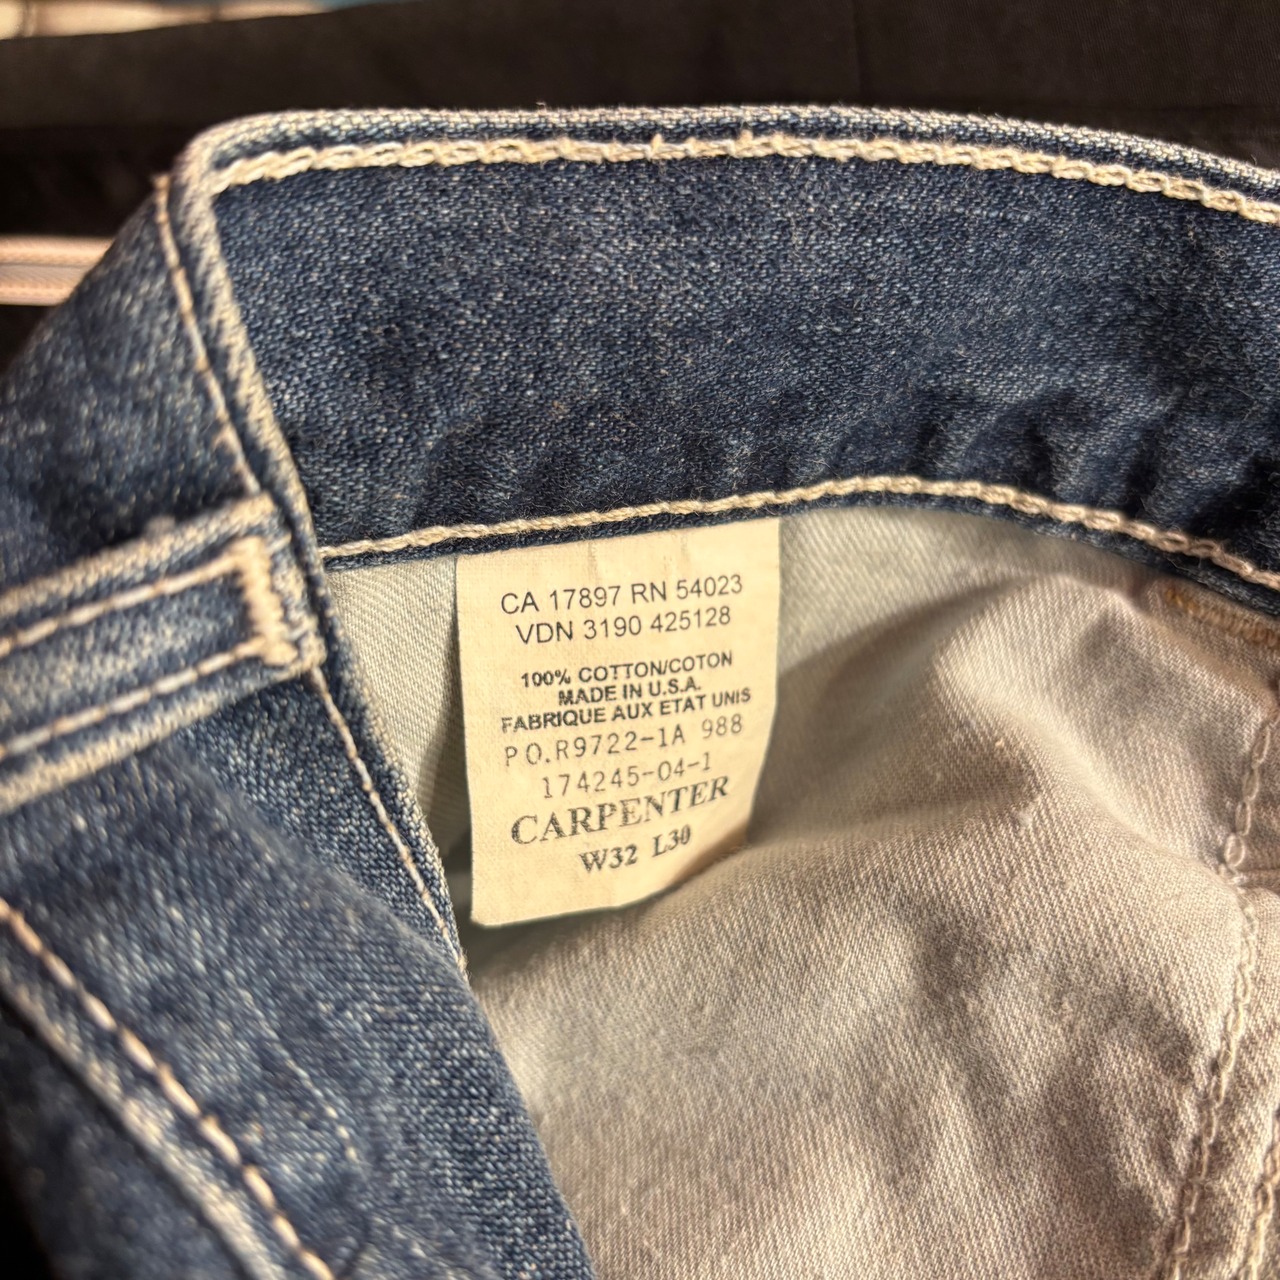 CA 17897 RN 54023
VDN 3190 425128
100% COTTON/COTON
MADE IN U.S.A.
FABRIQUE AUX ETAT UNIS
PO.R9722-1A 988
174245-04-1
CARPENTER
W32 L30